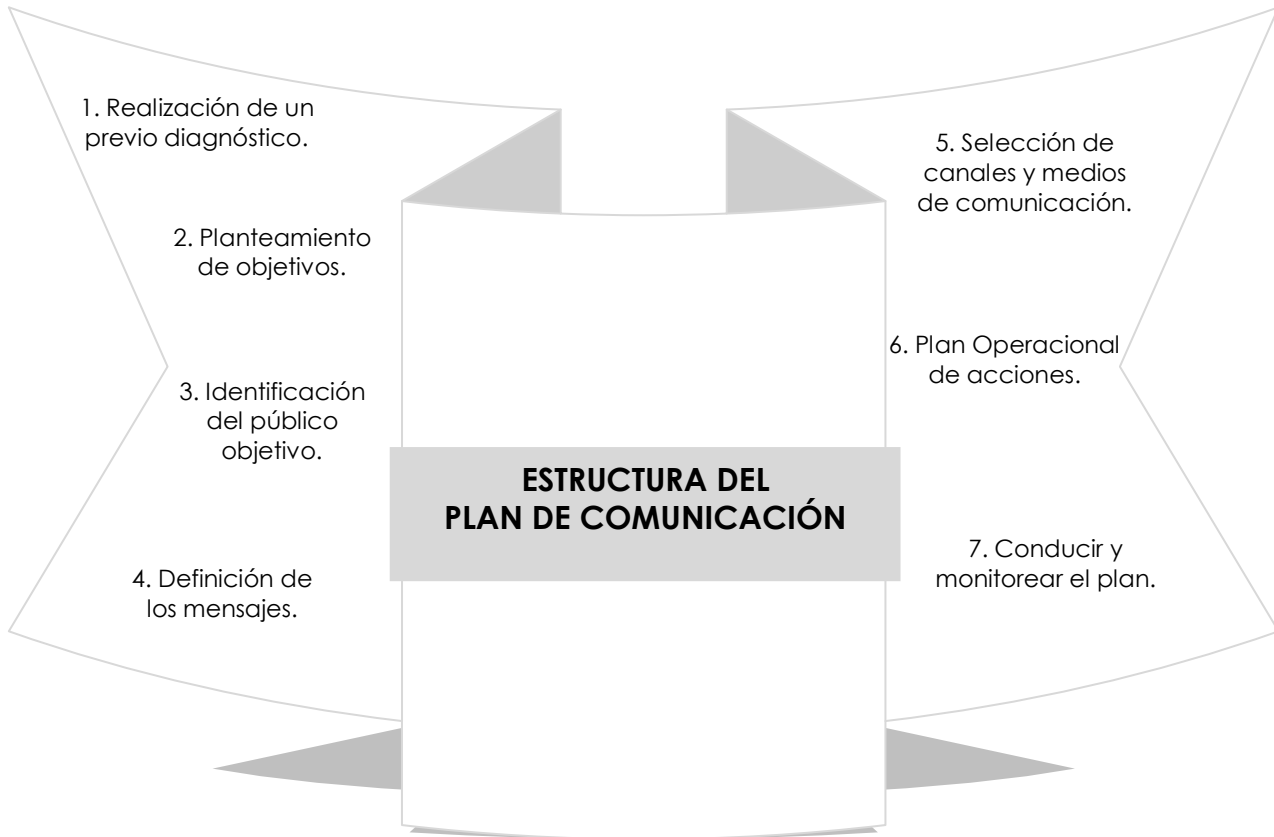 1. Realización de un
previo diagnóstico.
2. Planteamiento
de objetivos.
3. Identificación
del público
objetivo.
4. Definición de
los mensajes.
ESTRUCTURA DEL
PLAN DE COMUNICACIÓN
5. Selección de
canales y medios
de comunicación.
6. Plan Operacional
de acciones.
7. Conducir y
monitorear el plan.